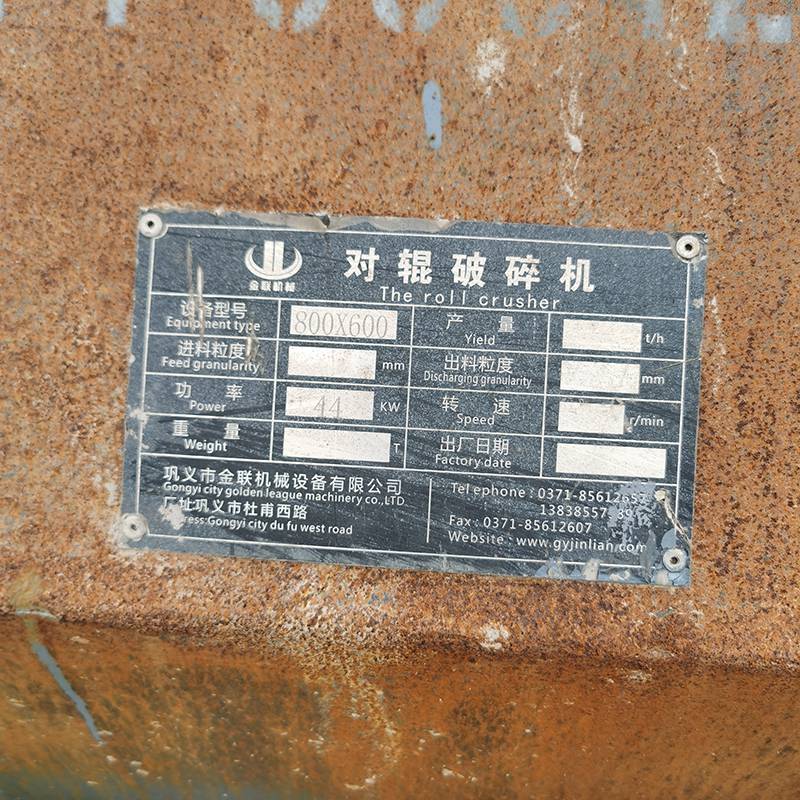 金联机械
对辊破碎机
The roll crusher
设备型号 800X600 产量 t/h
Equipment type Yield
进料粒度 mm 出料粒度 mm
Feed granularity Discharging granularity
功率 44 KW 转速 r/min
Power Speed
重量 T 出厂日期
Weight Factory date
巩义市金联机械设备有限公司
Gongyi city golden league machinery co.,LTD
厂址巩义市杜甫西路
Gongyi city du fu west road
Telephone : 0371-85612657
Fax : 0371-85612607
Website : www.gyjinlian.com